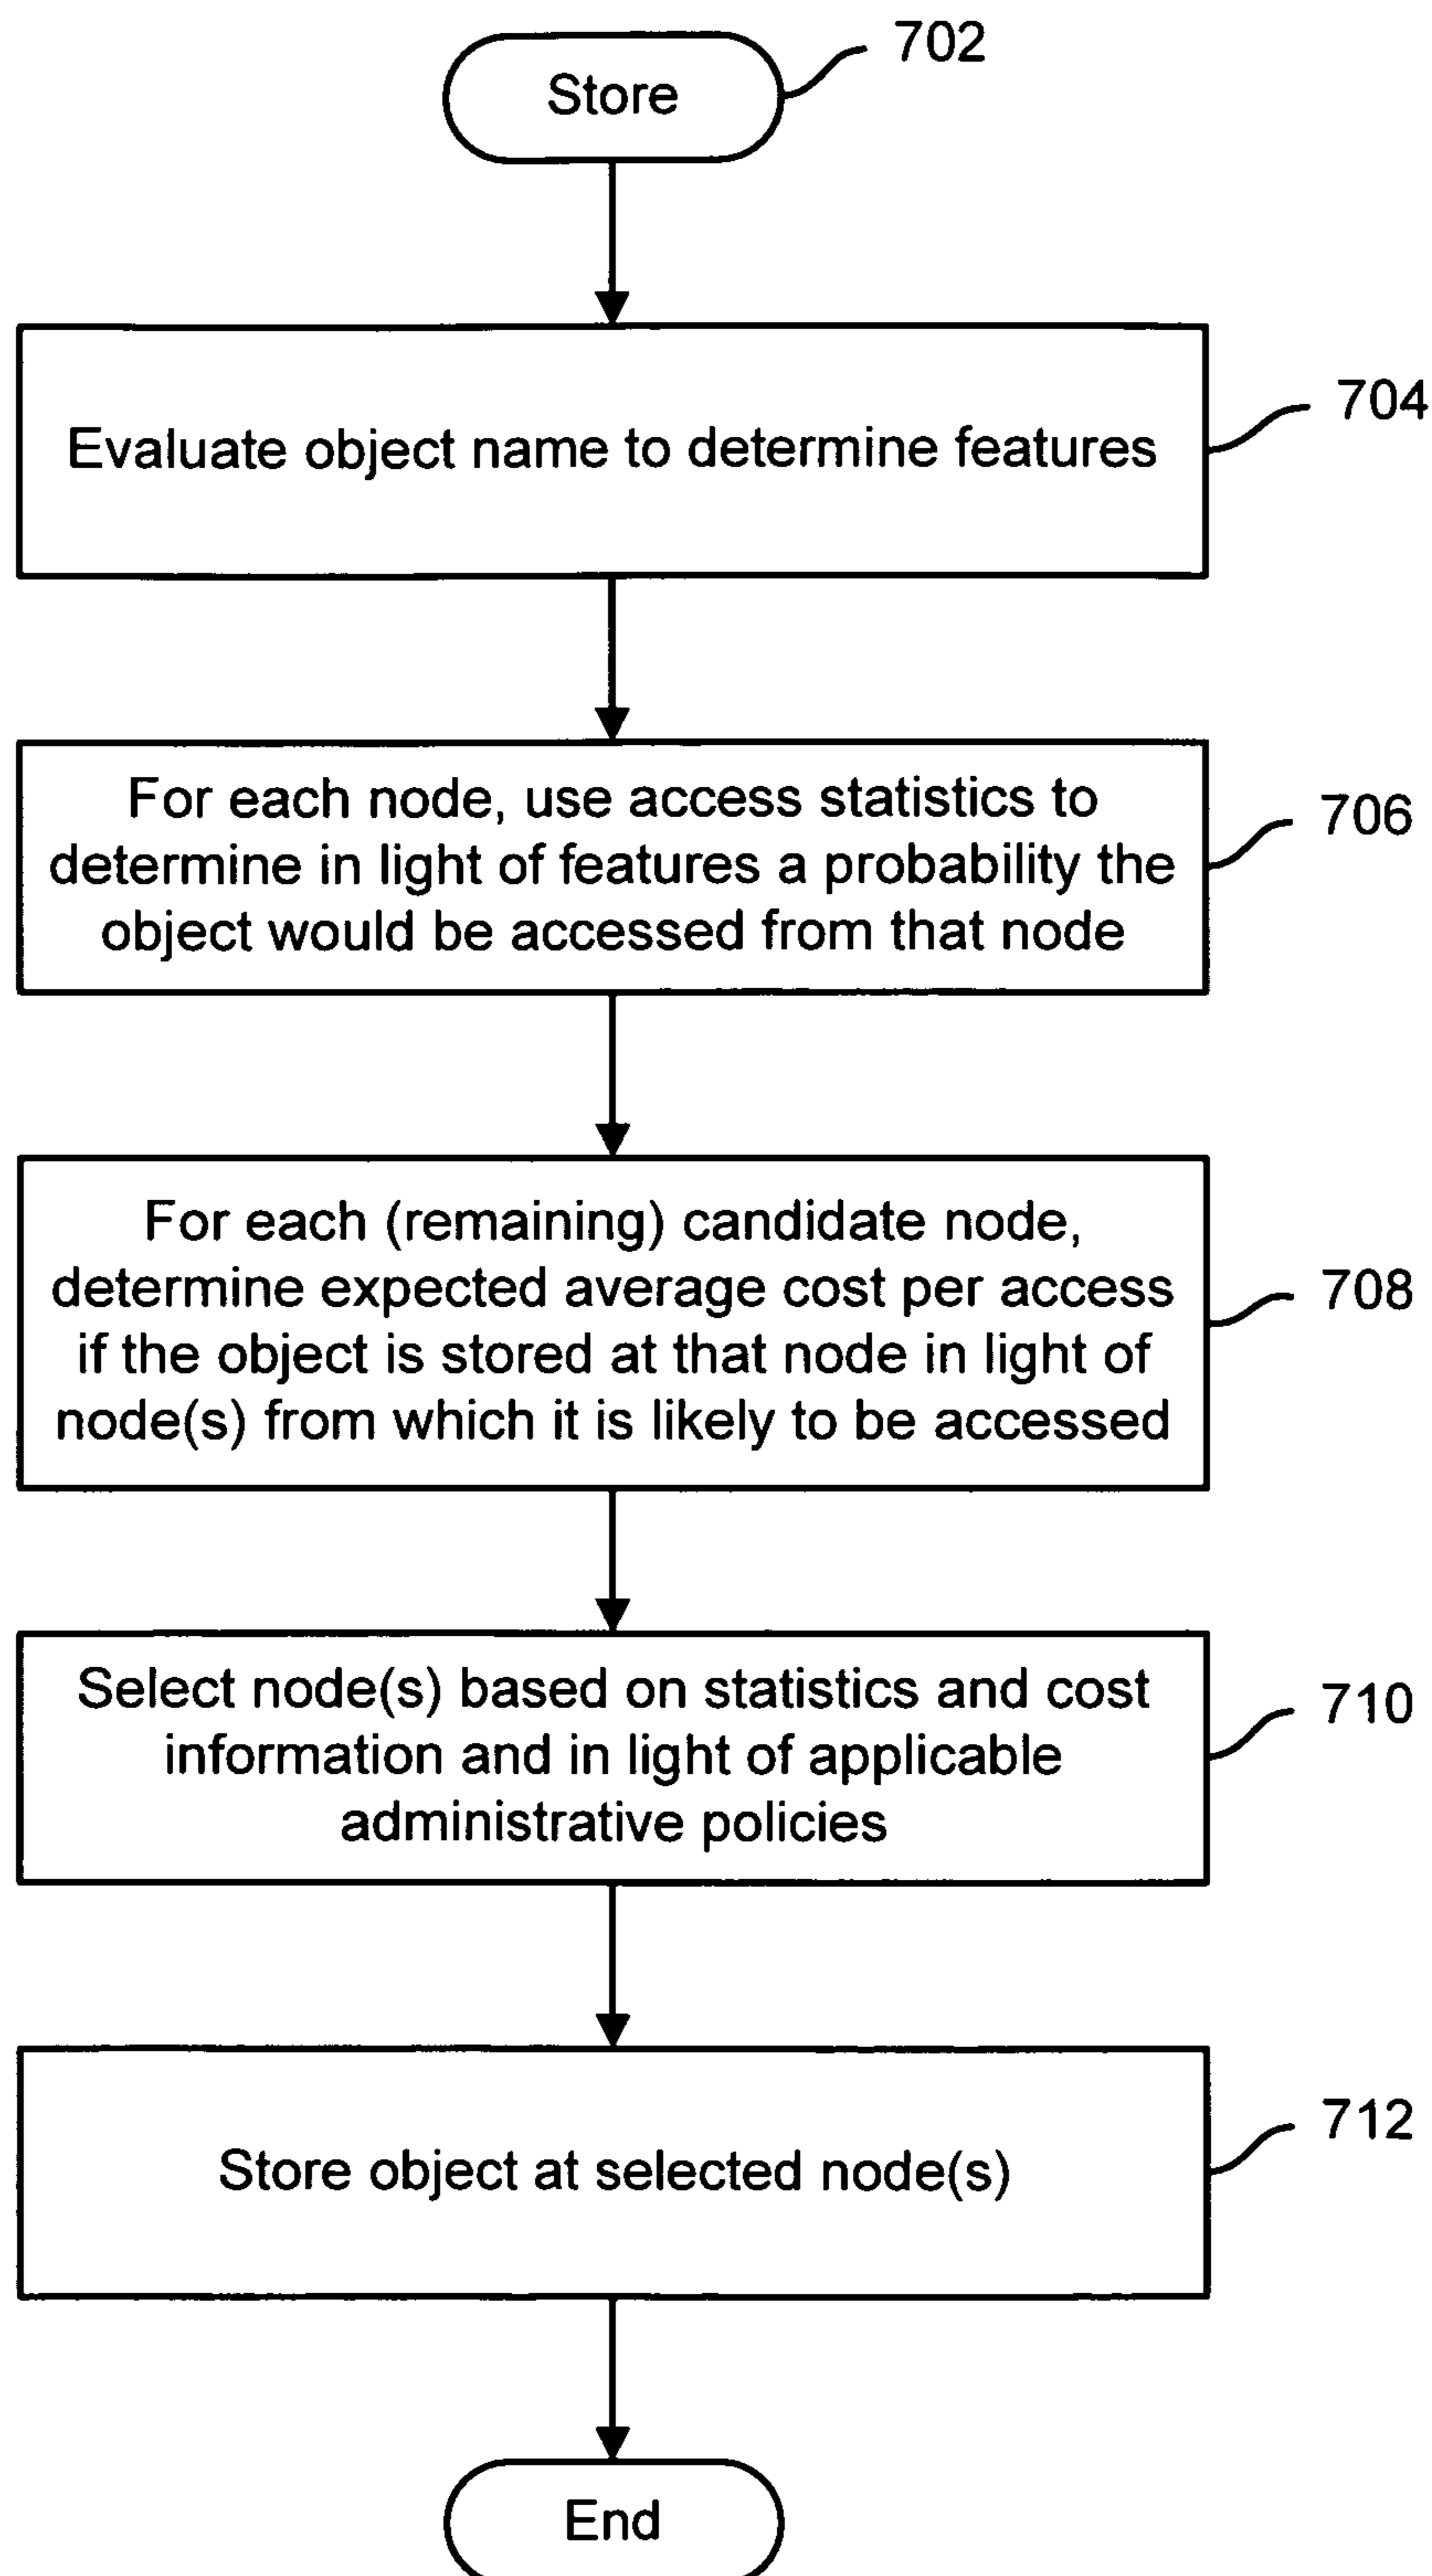 702
Store
704
Evaluate object name to determine features
706
For each node, use access statistics to
determine in light of features a probability the
object would be accessed from that node
708
For each (remaining) candidate node,
determine expected average cost per access
if the object is stored at that node in light of
node(s) from which it is likely to be accessed
710
Select node(s) based on statistics and cost
information and in light of applicable
administrative policies
712
Store object at selected node(s)
End